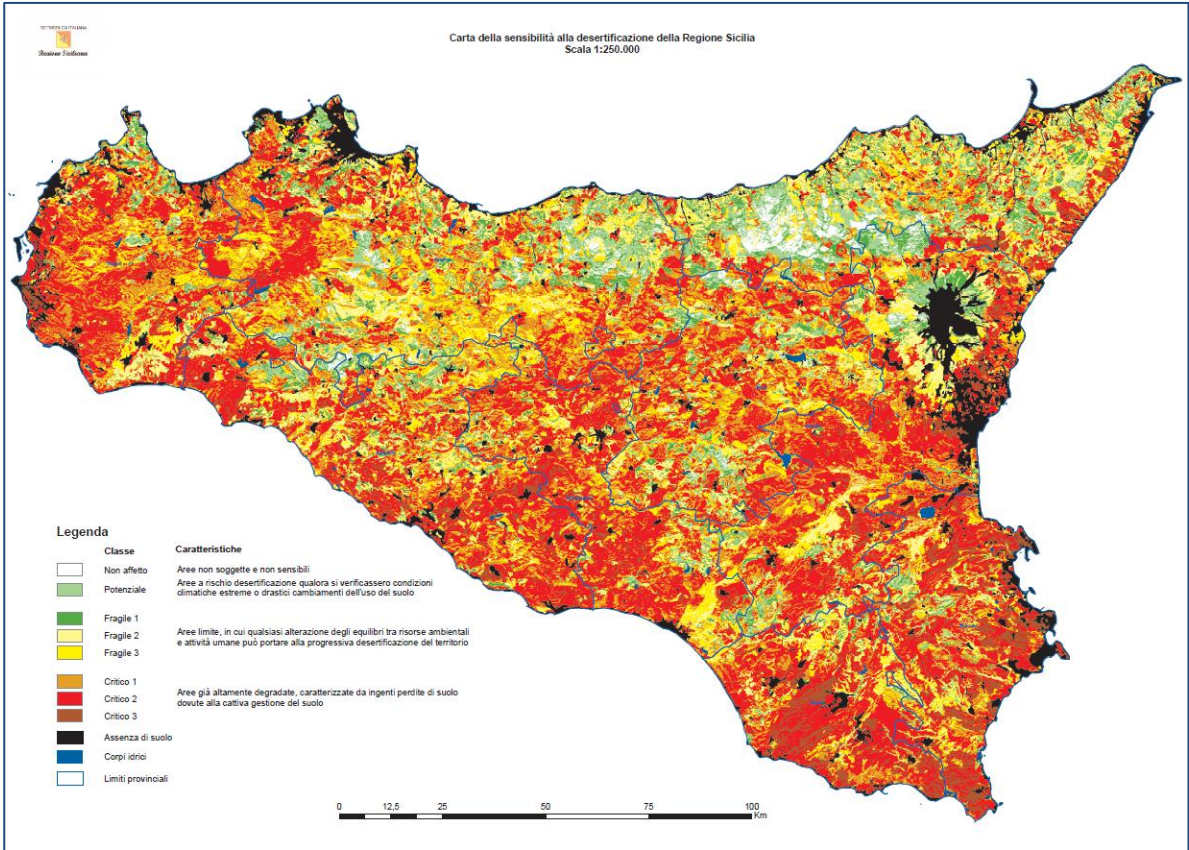 REPUBBLICA ITALIANA
Regione Siciliana
Carta della sensibilità alla desertificazione della Regione Sicilia
Scala 1:250.000
Legenda
Classe Caratteristiche
Non affetto Aree non soggette e non sensibili
Potenziale Aree a rischio desertificazione qualora si verificassero condizioni
climatiche estreme o drastici cambiamenti dell'uso del suolo
Fragile 1
Fragile 2 Aree limite, in cui qualsiasi alterazione degli equilibri tra risorse ambientali
e attività umane può portare alla progressiva desertificazione del territorio
Fragile 3
Critico 1
Critico 2 Aree già altamente degradate, caratterizzate da ingenti perdite di suolo
dovute alla cattiva gestione del suolo
Critico 3
Assenza di suolo
Corpi idrici
Limiti provinciali
0 12,5 25 50 75 100
Km